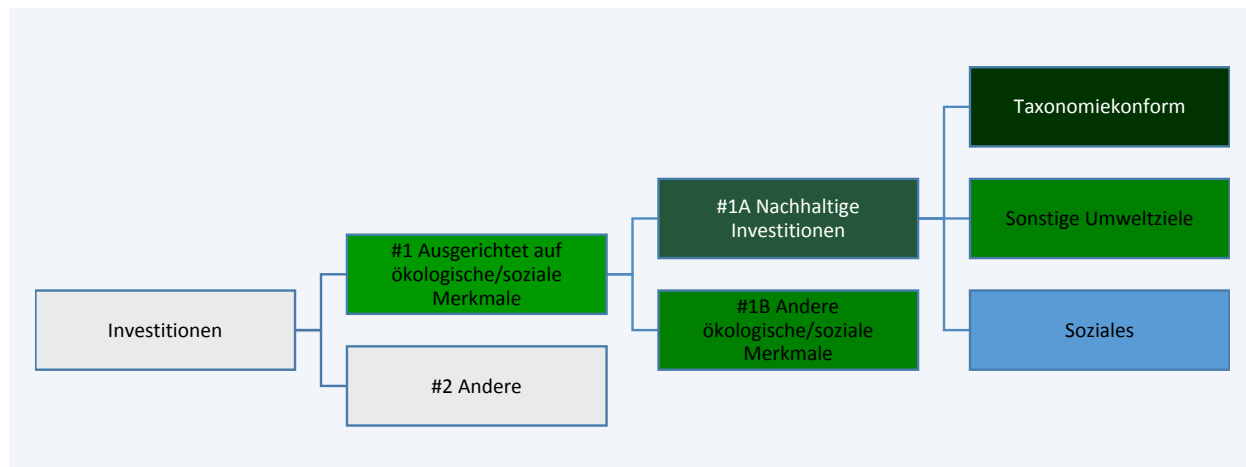 Investitionen
#1 Ausgerichtet auf
ökologische/soziale
Merkmale
#2 Andere
#1A Nachhaltige
Investitionen
#1B Andere
ökologische/soziale
Merkmale
Taxonomiekonform
Sonstige Umweltziele
Soziales